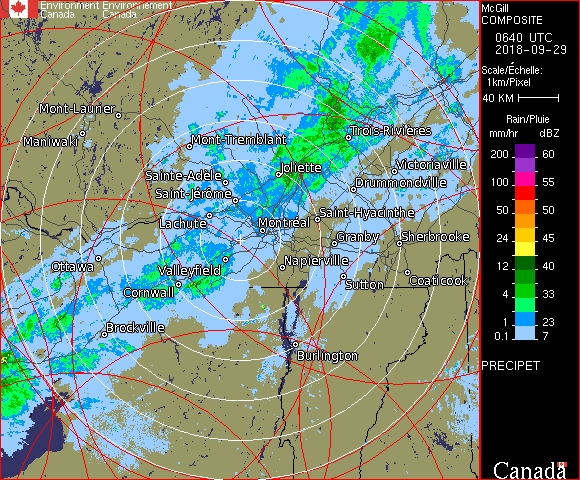 Environment Environnement
Canada Canada
McGill
COMPOSITE
0640 UTC
2018-09-29
Scale/Échelle:
1km/Pixel
40 KM
Rain/Pluie
mm/hr dBZ
200 60
100 55
50 50
24 45
12 40
4 33
1 23
0.1 7
PRECIPET
Canada
Mont-Laurier
Maniwaki
Mont-Tremblant
Trois-Rivières
Sainte-Adèle
Joliette
Victoriaville
Saint-Jérôme
Drummondville
Lachute
Montréal
Saint-Hyacinthe
Granby
Sherbrooke
Ottawa
Valleyfield
Napierville
Cornwall
Sutton
Coaticook
Brockville
Burlington